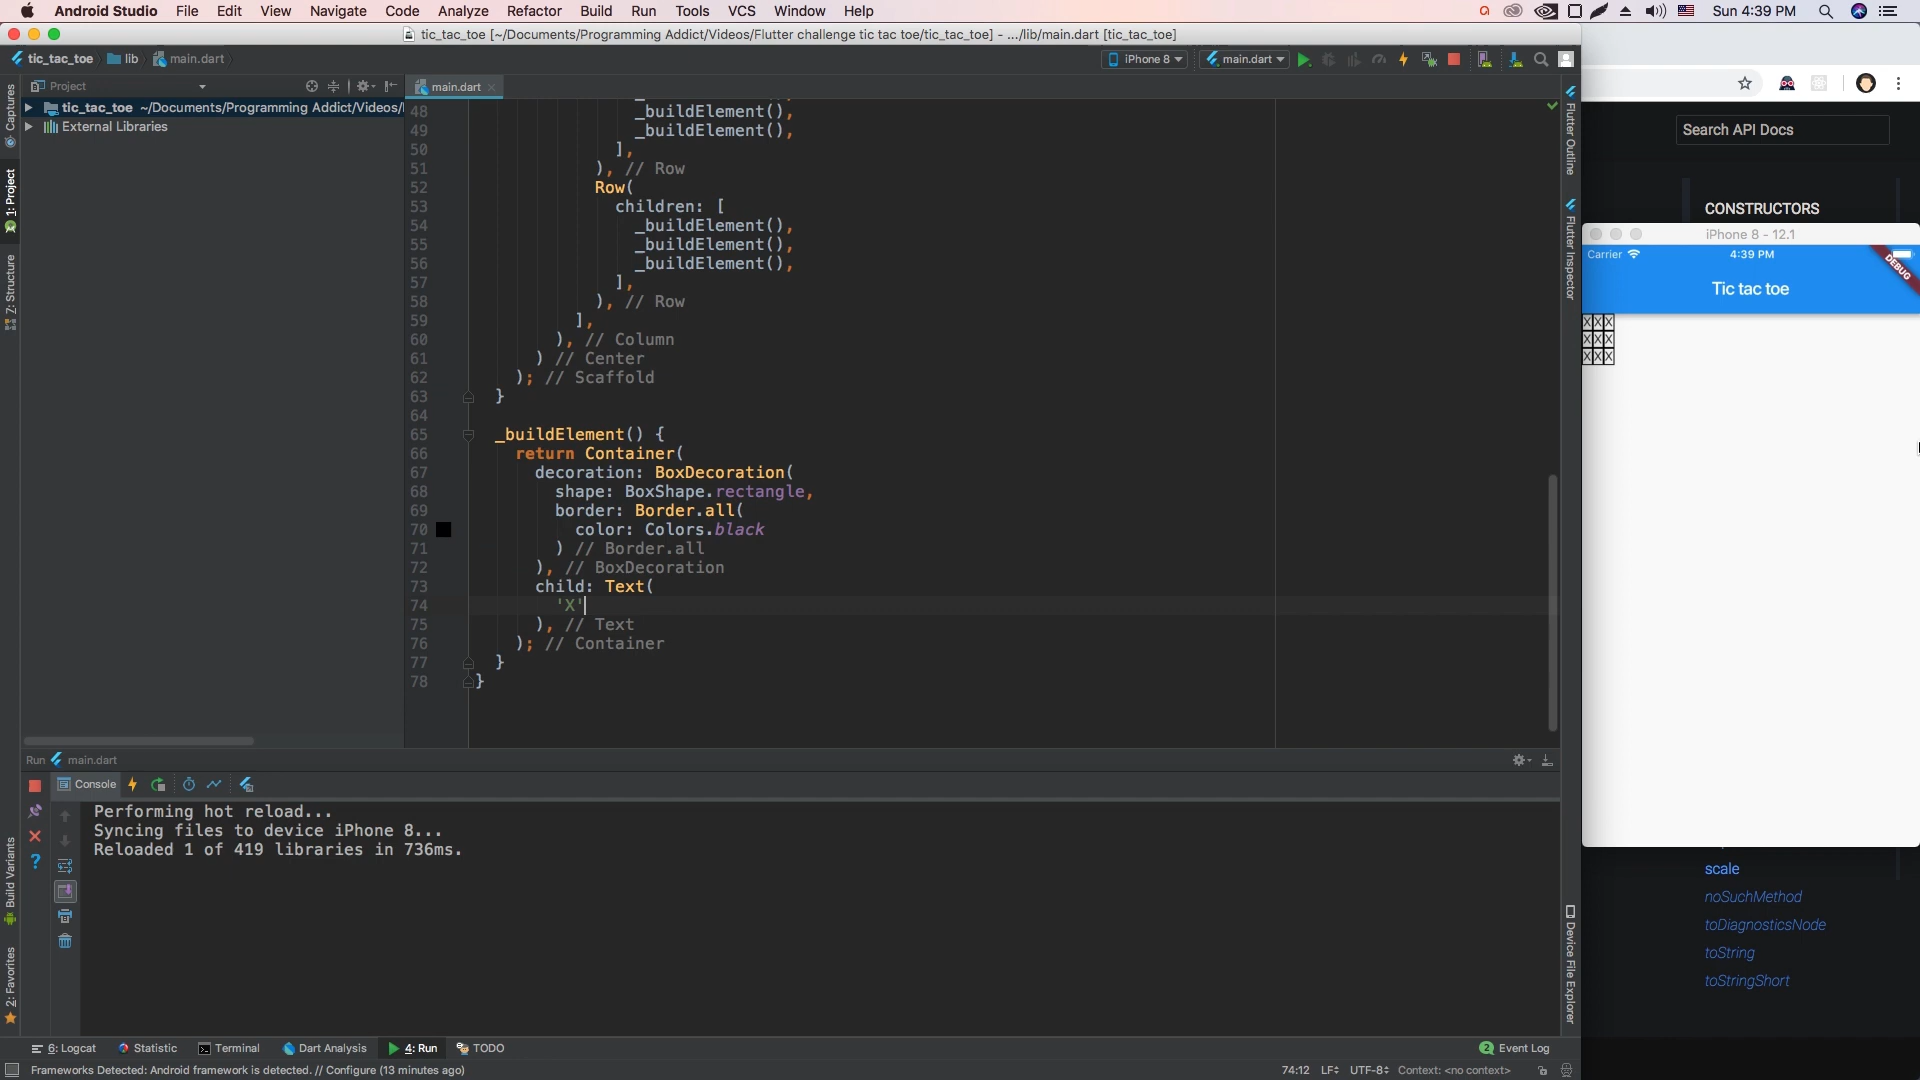 Android Studio File Edit View Navigate Code Analyze Refactor Build Run Tools VCS Window Help Sun 4:39 PM
tic_tac_toe [~/Documents/Programming Addict/Videos/Flutter challenge tic tac toe/tic_tac_toe] - .../lib/main.dart [tic_tac_toe]
tic_tac_toe lib main.dart iPhone 8 main.dart
Project main.dart
tic_tac_toe ~/Documents/Programming Addict/Videos/
External Libraries
Captures
1: Project
Z: Structure
Build Variants
2: Favorites
48 _buildElement(),
49 _buildElement(),
50 ],
51 ), // Row
52 Row(
53 children: [
54 _buildElement(),
55 _buildElement(),
56 _buildElement(),
57 ],
58 ), // Row
59 ],
60 ), // Column
61 ) // Center
62 ); // Scaffold
63 }
64
65 _buildElement() {
66 return Container(
67 decoration: BoxDecoration(
68 shape: BoxShape.rectangle,
69 border: Border.all(
70 color: Colors.black
71 ) // Border.all
72 ), // BoxDecoration
73 child: Text(
74 'X'
75 ), // Text
76 ); // Container
77 }
78 }
Flutter Outline
Flutter Inspector
Device File Explorer
Search API Docs
CONSTRUCTORS
iPhone 8 - 12.1
Carrier 4:39 PM
DEBUG
Tic tac toe
XXX
XXX
XXX
scale
noSuchMethod
toDiagnosticsNode
toString
toStringShort
Run main.dart
Console
Performing hot reload...
Syncing files to device iPhone 8...
Reloaded 1 of 419 libraries in 736ms.
6: Logcat Statistic Terminal Dart Analysis 4: Run TODO 2 Event Log
Frameworks Detected: Android framework is detected. // Configure (13 minutes ago) 74:12 LF UTF-8 Context: <no context>